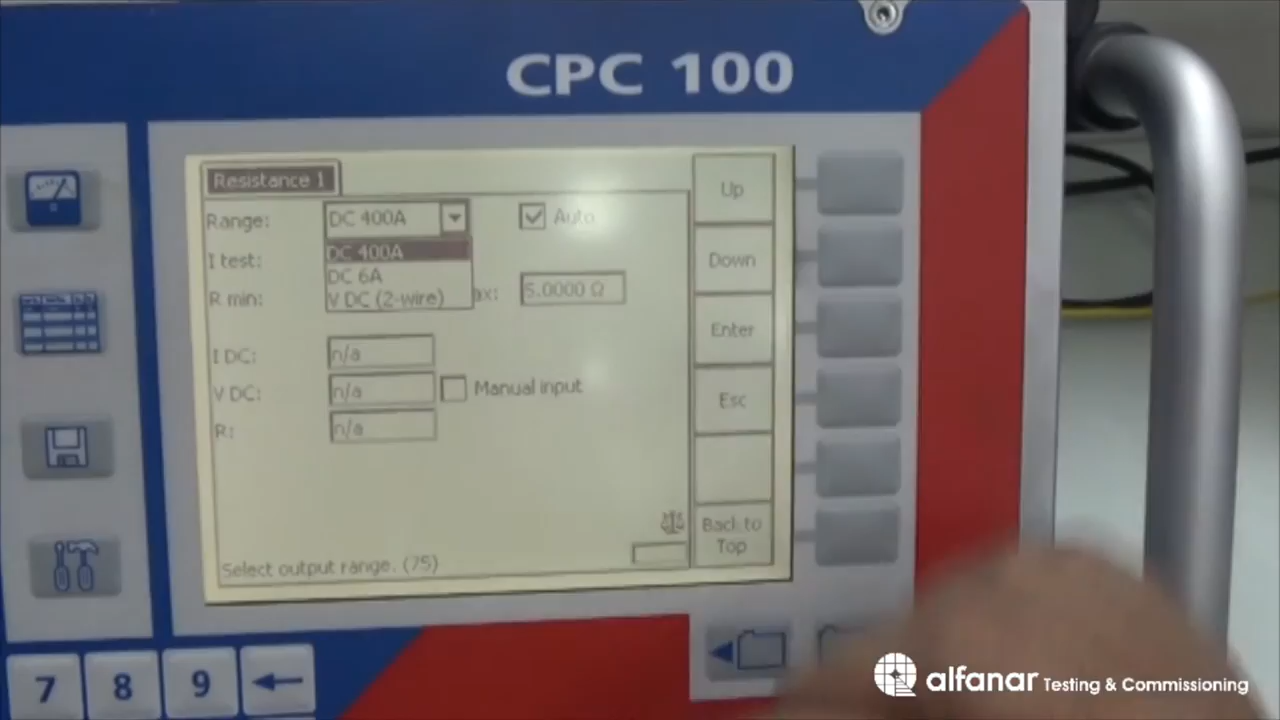 CPC 100
Resistance 1
Range: DC 400A Auto
DC 400A
I test:
DC 6A
R min: V DC (2-wire) ax: 5.0000 Ω
I DC: n/a
V DC: n/a Manual input
R: n/a
Select output range. (75)
Up
Down
Enter
Esc
Back to
Top
7 8 9
alfanar Testing & Commissioning